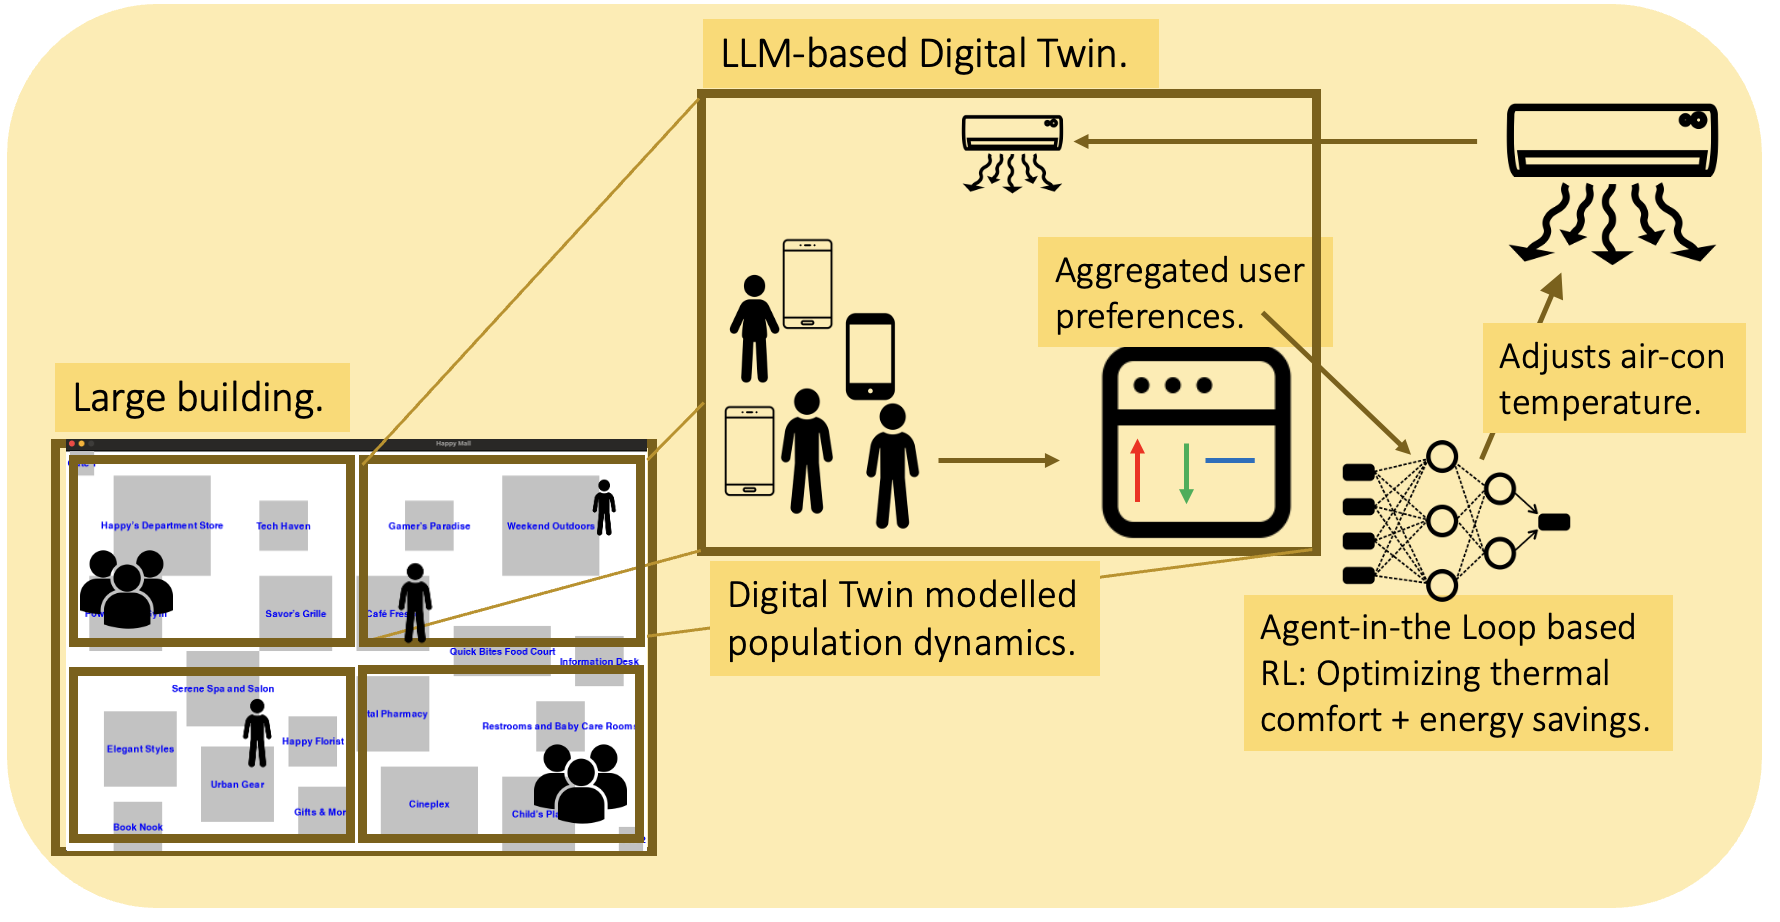 LLM-based Digital Twin.
Aggregated user
preferences.
Adjusts air-con
temperature.
Large building.
Happy Mall
Happy's Department Store
Tech Haven
Gamer's Paradise
Weekend Outdoors
Savor's Grille
Café Fres
Quick Bites Food Court
Information Desk
Serene Spa and Salon
tal Pharmacy
Restrooms and Baby Care Rooms
Elegant Styles
Happy Florist
Urban Gear
Cineplex
Gifts & Mor
Child's Pla
Book Nook
Digital Twin modelled
population dynamics.
Agent-in-the Loop based
RL: Optimizing thermal
comfort + energy savings.